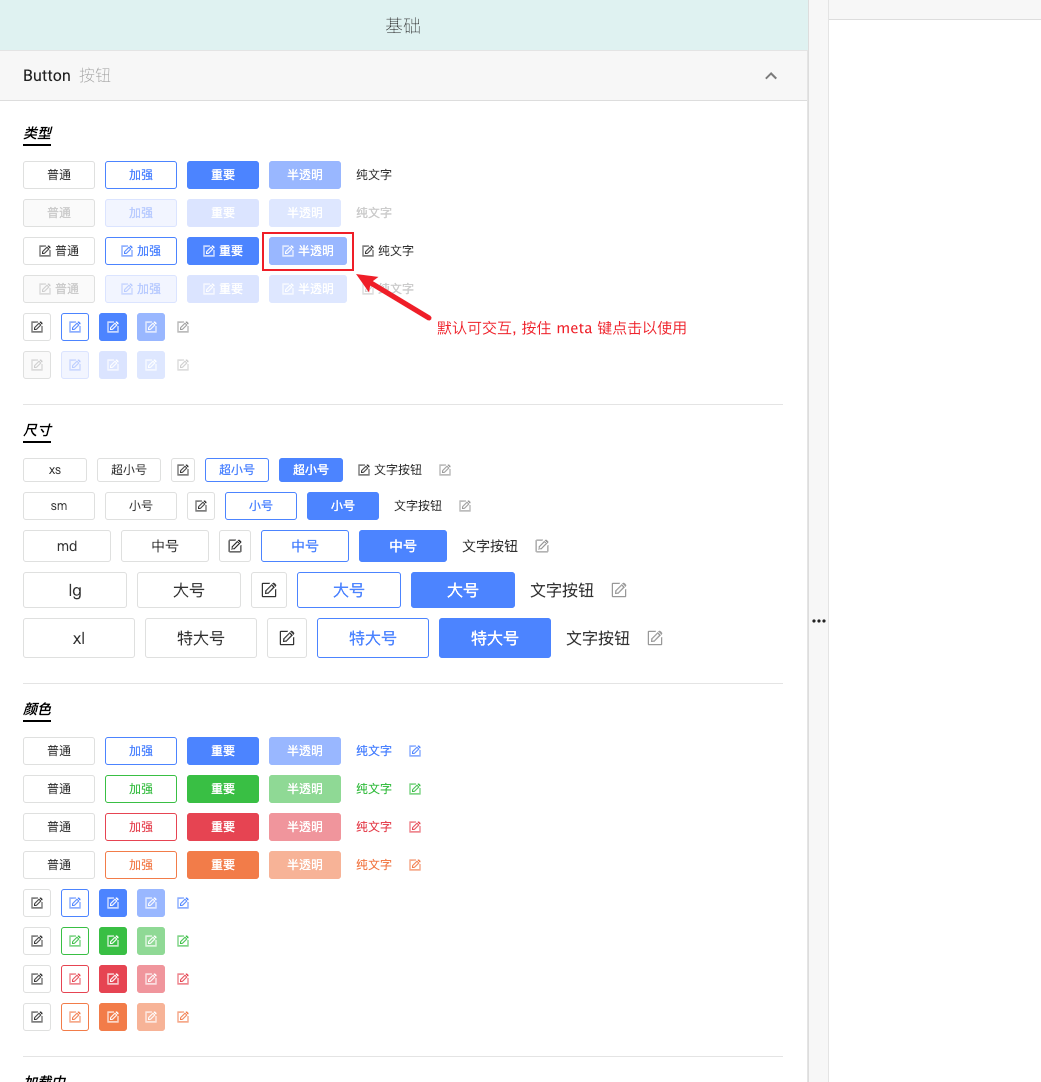 基础
Button 按钮
类型
普通 加强 重要 半透明 纯文字
普通 加强 重要 半透明 纯文字
普通 加强 重要 半透明 纯文字
普通 加强 重要 半透明 纯文字
默认可交互, 按住 meta 键点击以使用
尺寸
xs 超小号 超小号 超小号 文字按钮
sm 小号 小号 小号 文字按钮
md 中号 中号 中号 文字按钮
lg 大号 大号 大号 文字按钮
xl 特大号 特大号 特大号 文字按钮
颜色
普通 加强 重要 半透明 纯文字
普通 加强 重要 半透明 纯文字
普通 加强 重要 半透明 纯文字
普通 加强 重要 半透明 纯文字
加载中